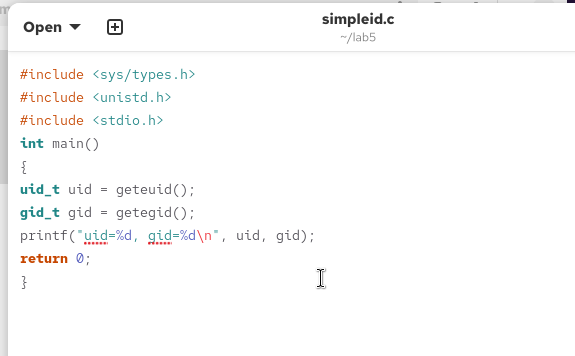 simpleid.c
Open
~/lab5
#include <sys/types.h>
#include <unistd.h>
#include <stdio.h>
int main()
{
uid_t uid = geteuid();
gid_t gid = getegid();
printf("uid=%d, gid=%d\n", uid, gid);
return 0;
}